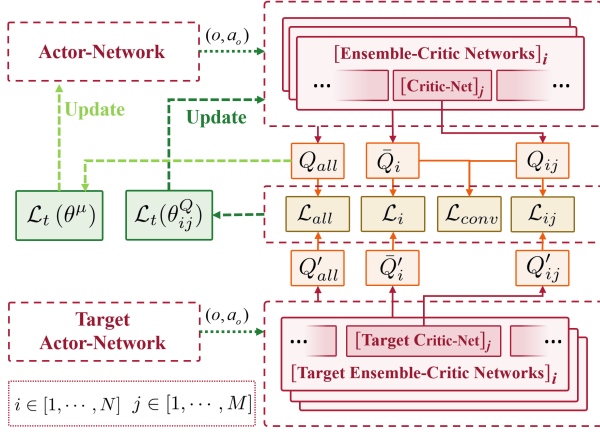 Actor-Network
(o, a_o)
[Ensemble-Critic Networks]_i
... [Critic-Net]_j ...
Update
Update
Q_all
Q̄_i
Q_ij
ℒ_t(θ^μ)
ℒ_t(θ_ij^Q)
ℒ_all
ℒ_i
ℒ_conv
ℒ_ij
Q'_all
Q̄'_i
Q'_ij
Target
Actor-Network
(o, a_o)
... [Target Critic-Net]_j ...
[Target Ensemble-Critic Networks]_i
i ∈ [1, ⋯, N] j ∈ [1, ⋯, M]